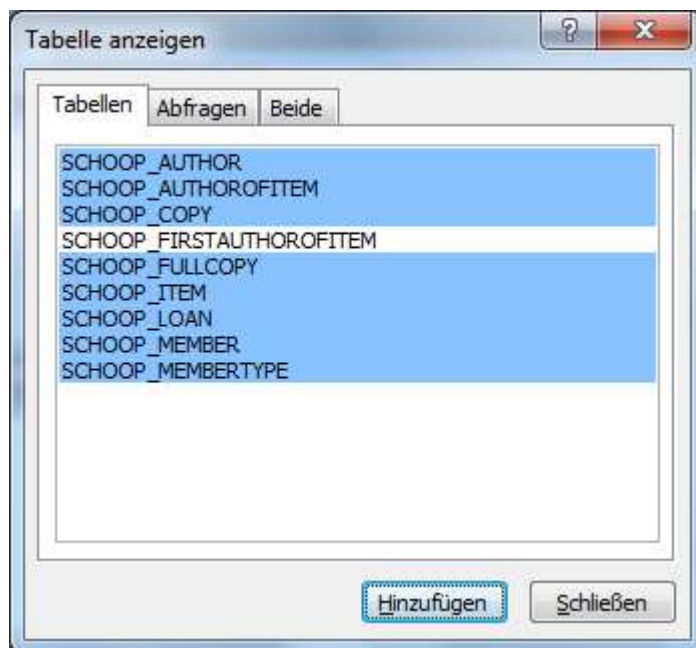 Tabelle anzeigen
?
Tabellen Abfragen Beide
SCHOOP_AUTHOR
SCHOOP_AUTHOROFITEM
SCHOOP_COPY
SCHOOP_FIRSTAUTHOROFITEM
SCHOOP_FULLCOPY
SCHOOP_ITEM
SCHOOP_LOAN
SCHOOP_MEMBER
SCHOOP_MEMBERTYPE
Hinzufügen Schließen